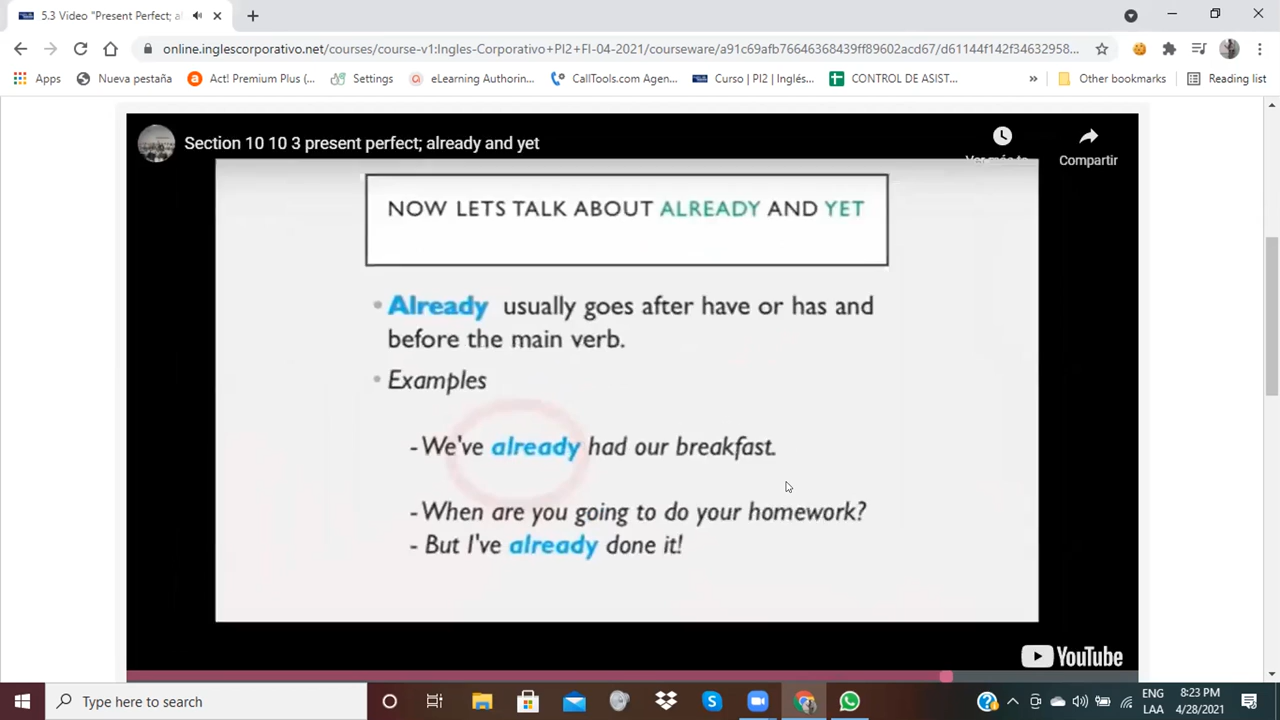 5.3 Video "Present Perfect; a
online.inglescorporativo.net/courses/course-v1:Ingles-Corporativo+PI2+FI-04-2021/courseware/a91c69afb76646368439ff89602acd67/d61144f142f34632958...
Apps
Nueva pestaña
Act! Premium Plus (...
Settings
eLearning Authorin...
CallTools.com Agen...
Curso | PI2 | Inglés...
CONTROL DE ASIST...
»
Other bookmarks
Reading list
Section 10 10 3 present perfect; already and yet
Compartir
NOW LETS TALK ABOUT ALREADY AND YET
• Already usually goes after have or has and
before the main verb.
• Examples
- We've already had our breakfast.
- When are you going to do your homework?
- But I've already done it!
YouTube
Type here to search
ENG
LAA
8:23 PM
4/28/2021